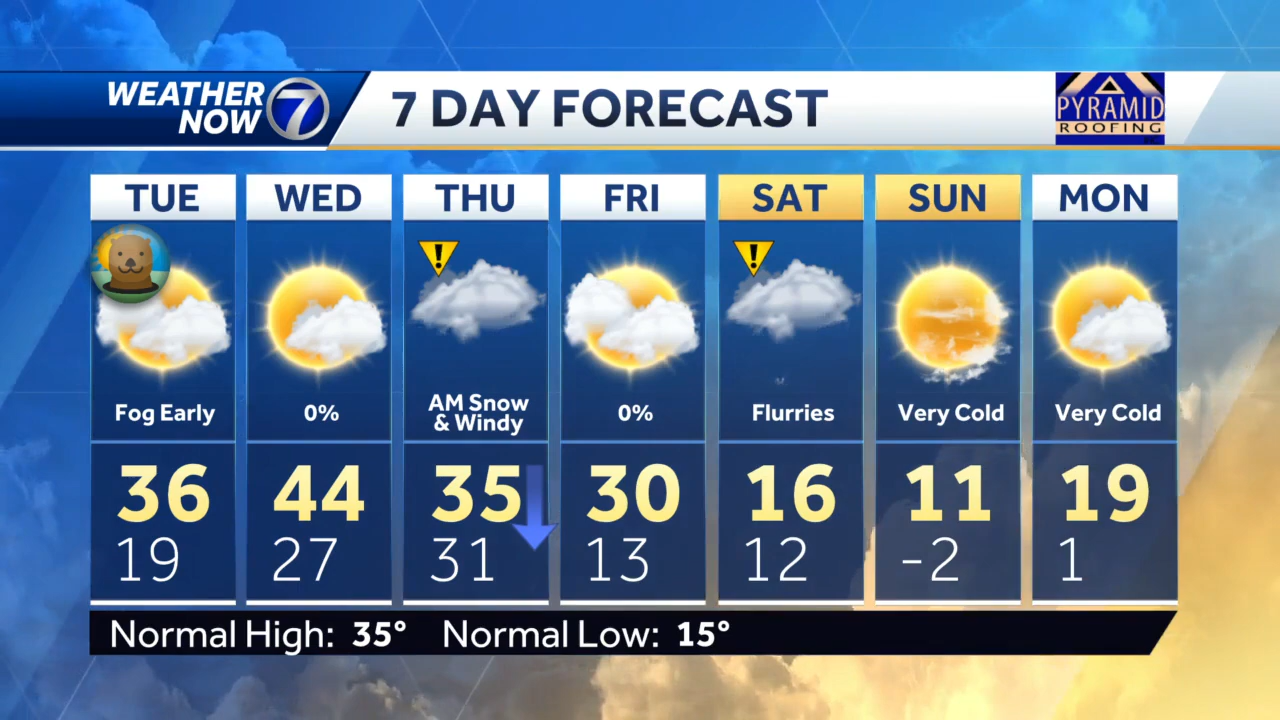 WEATHER
NOW
7
7 DAY FORECAST
PYRAMID
ROOFING
TUE
WED
THU
FRI
SAT
SUN
MON
!
!
Fog Early
0%
AM Snow
& Windy
0%
Flurries
Very Cold
Very Cold
36
44
35
30
16
11
19
19
27
31
13
12
-2
1
Normal High: 35° Normal Low: 15°